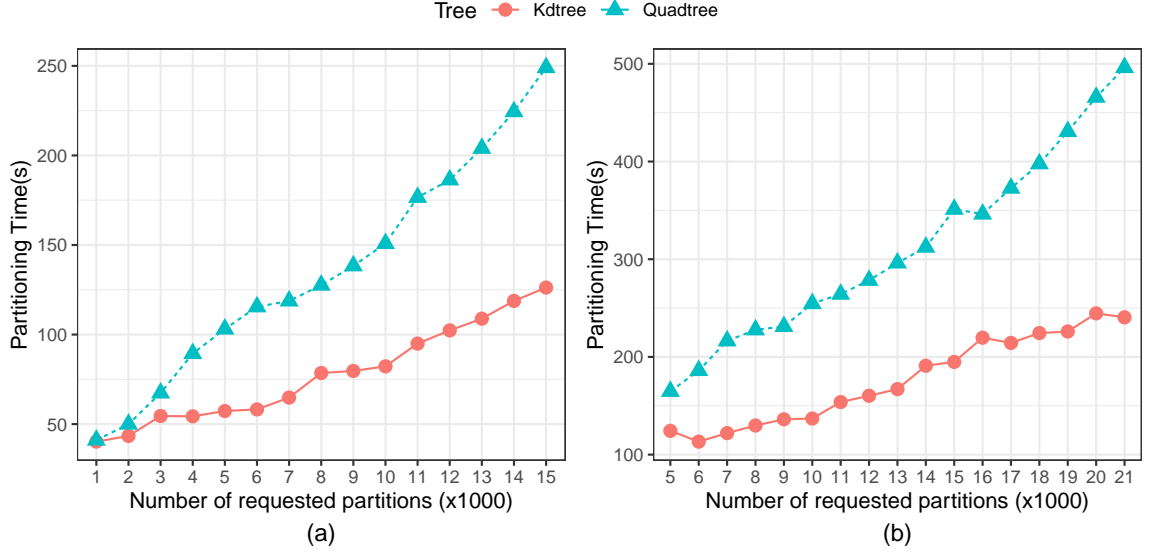 Tree Kdtree Quadtree
Partitioning Time(s)
250
200
150
100
50
1 2 3 4 5 6 7 8 9 10 11 12 13 14 15
Number of requested partitions (x1000)
(a)
Partitioning Time(s)
500
400
300
200
100
5 6 7 8 9 10 11 12 13 14 15 16 17 18 19 20 21
Number of requested partitions (x1000)
(b)